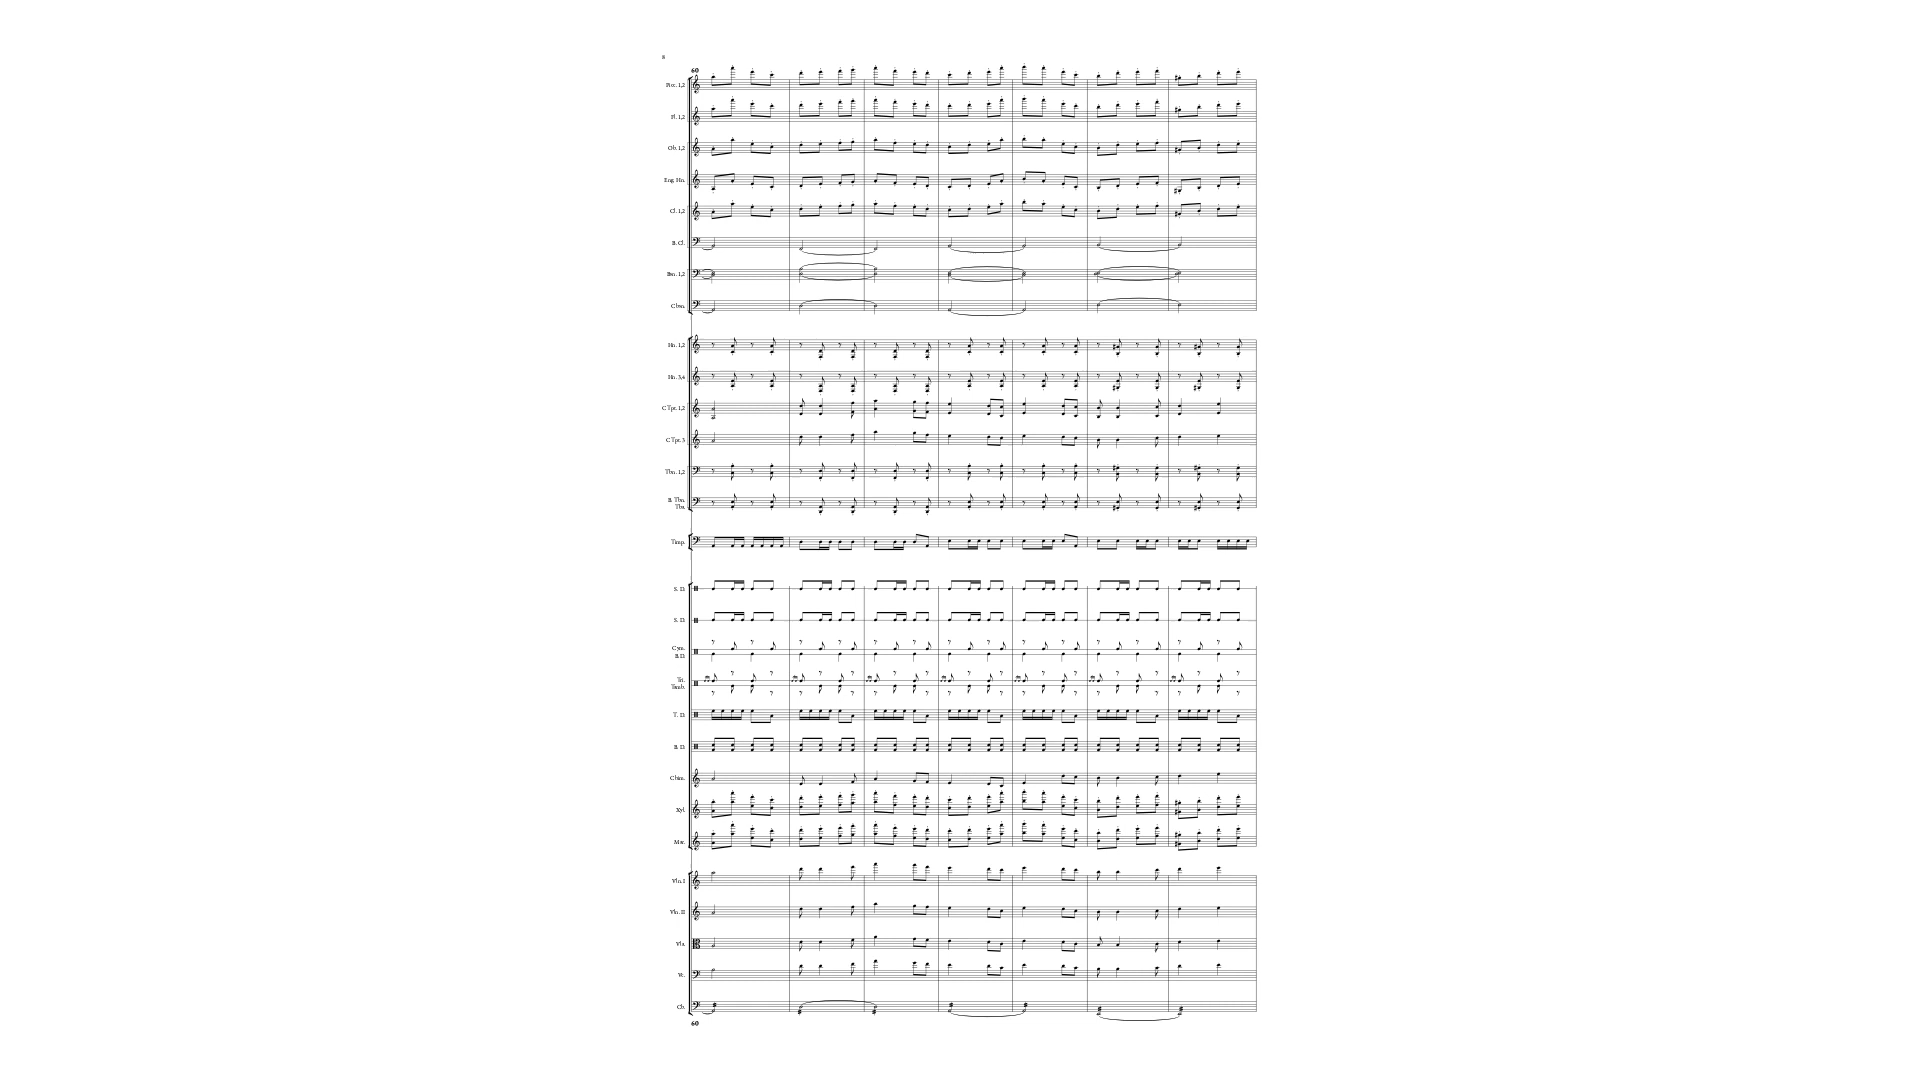 8
60
Picc. 1,2
Fl. 1,2
Ob. 1,2
Eng. Hn.
Cl. 1,2
B. Cl.
Bsn. 1,2
Cbsn.
Hn. 1,2
Hn. 3,4
C Tpt. 1,2
C Tpt. 3
Tbn. 1,2
B. Tbn.
Tba.
Timp.
S. D.
S. D.
Cym.
B.D.
Tri.
Tamb.
T. D.
B. D.
Chim.
Xyl.
Mar.
Vln. I
Vln. II
Vla.
Vc.
Cb.
60